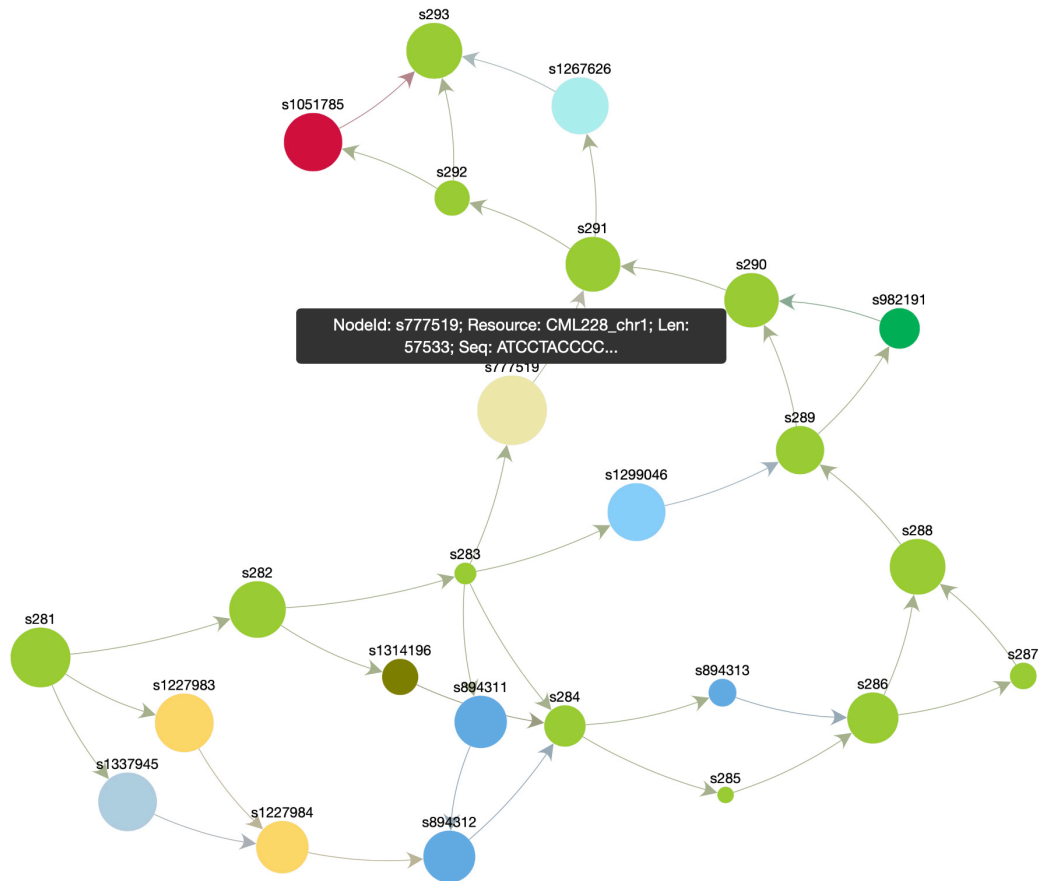 s293
s1267626
s1051785
s292
s291
s290
s982191
NodeId: s777519; Resource: CML228_chr1; Len:
57533; Seq: ATCCTACCCC...
s777519
s289
s1299046
s288
s283
s282
s281
s1314196
s287
s894313
s286
s1227983
s894311
s284
s1337945
s285
s1227984
s894312